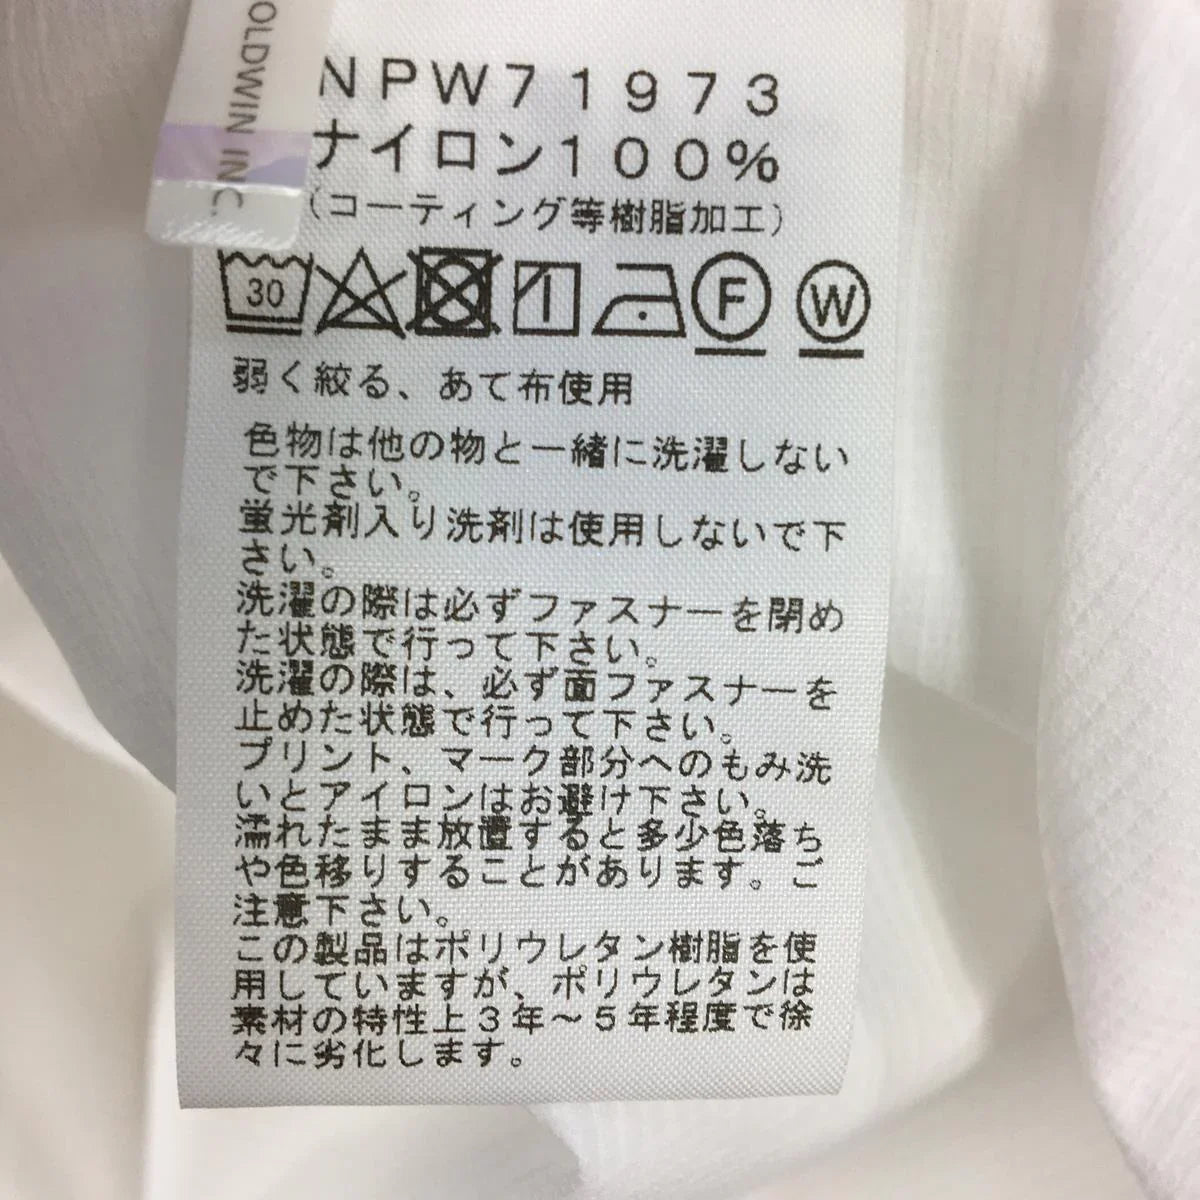 OLDWIN INC.
NPW71973
ナイロン100%
(コーティング等樹脂加工)
30 F W
弱く絞る、あて布使用
色物は他の物と一緒に洗濯しない
で下さい。
蛍光剤入り洗剤は使用しないで下
さい。
洗濯の際は必ずファスナーを閉め
た状態で行って下さい。
洗濯の際は、必ず面ファスナーを
止めた状態で行って下さい。
プリント、マーク部分へのもみ洗
いとアイロンはお避け下さい。
濡れたまま放置すると多少色落ち
や色移りすることがあります。ご
注意下さい。
この製品はポリウレタン樹脂を使
用していますが、ポリウレタンは
素材の特性上3年～5年程度で徐
々に劣化します。